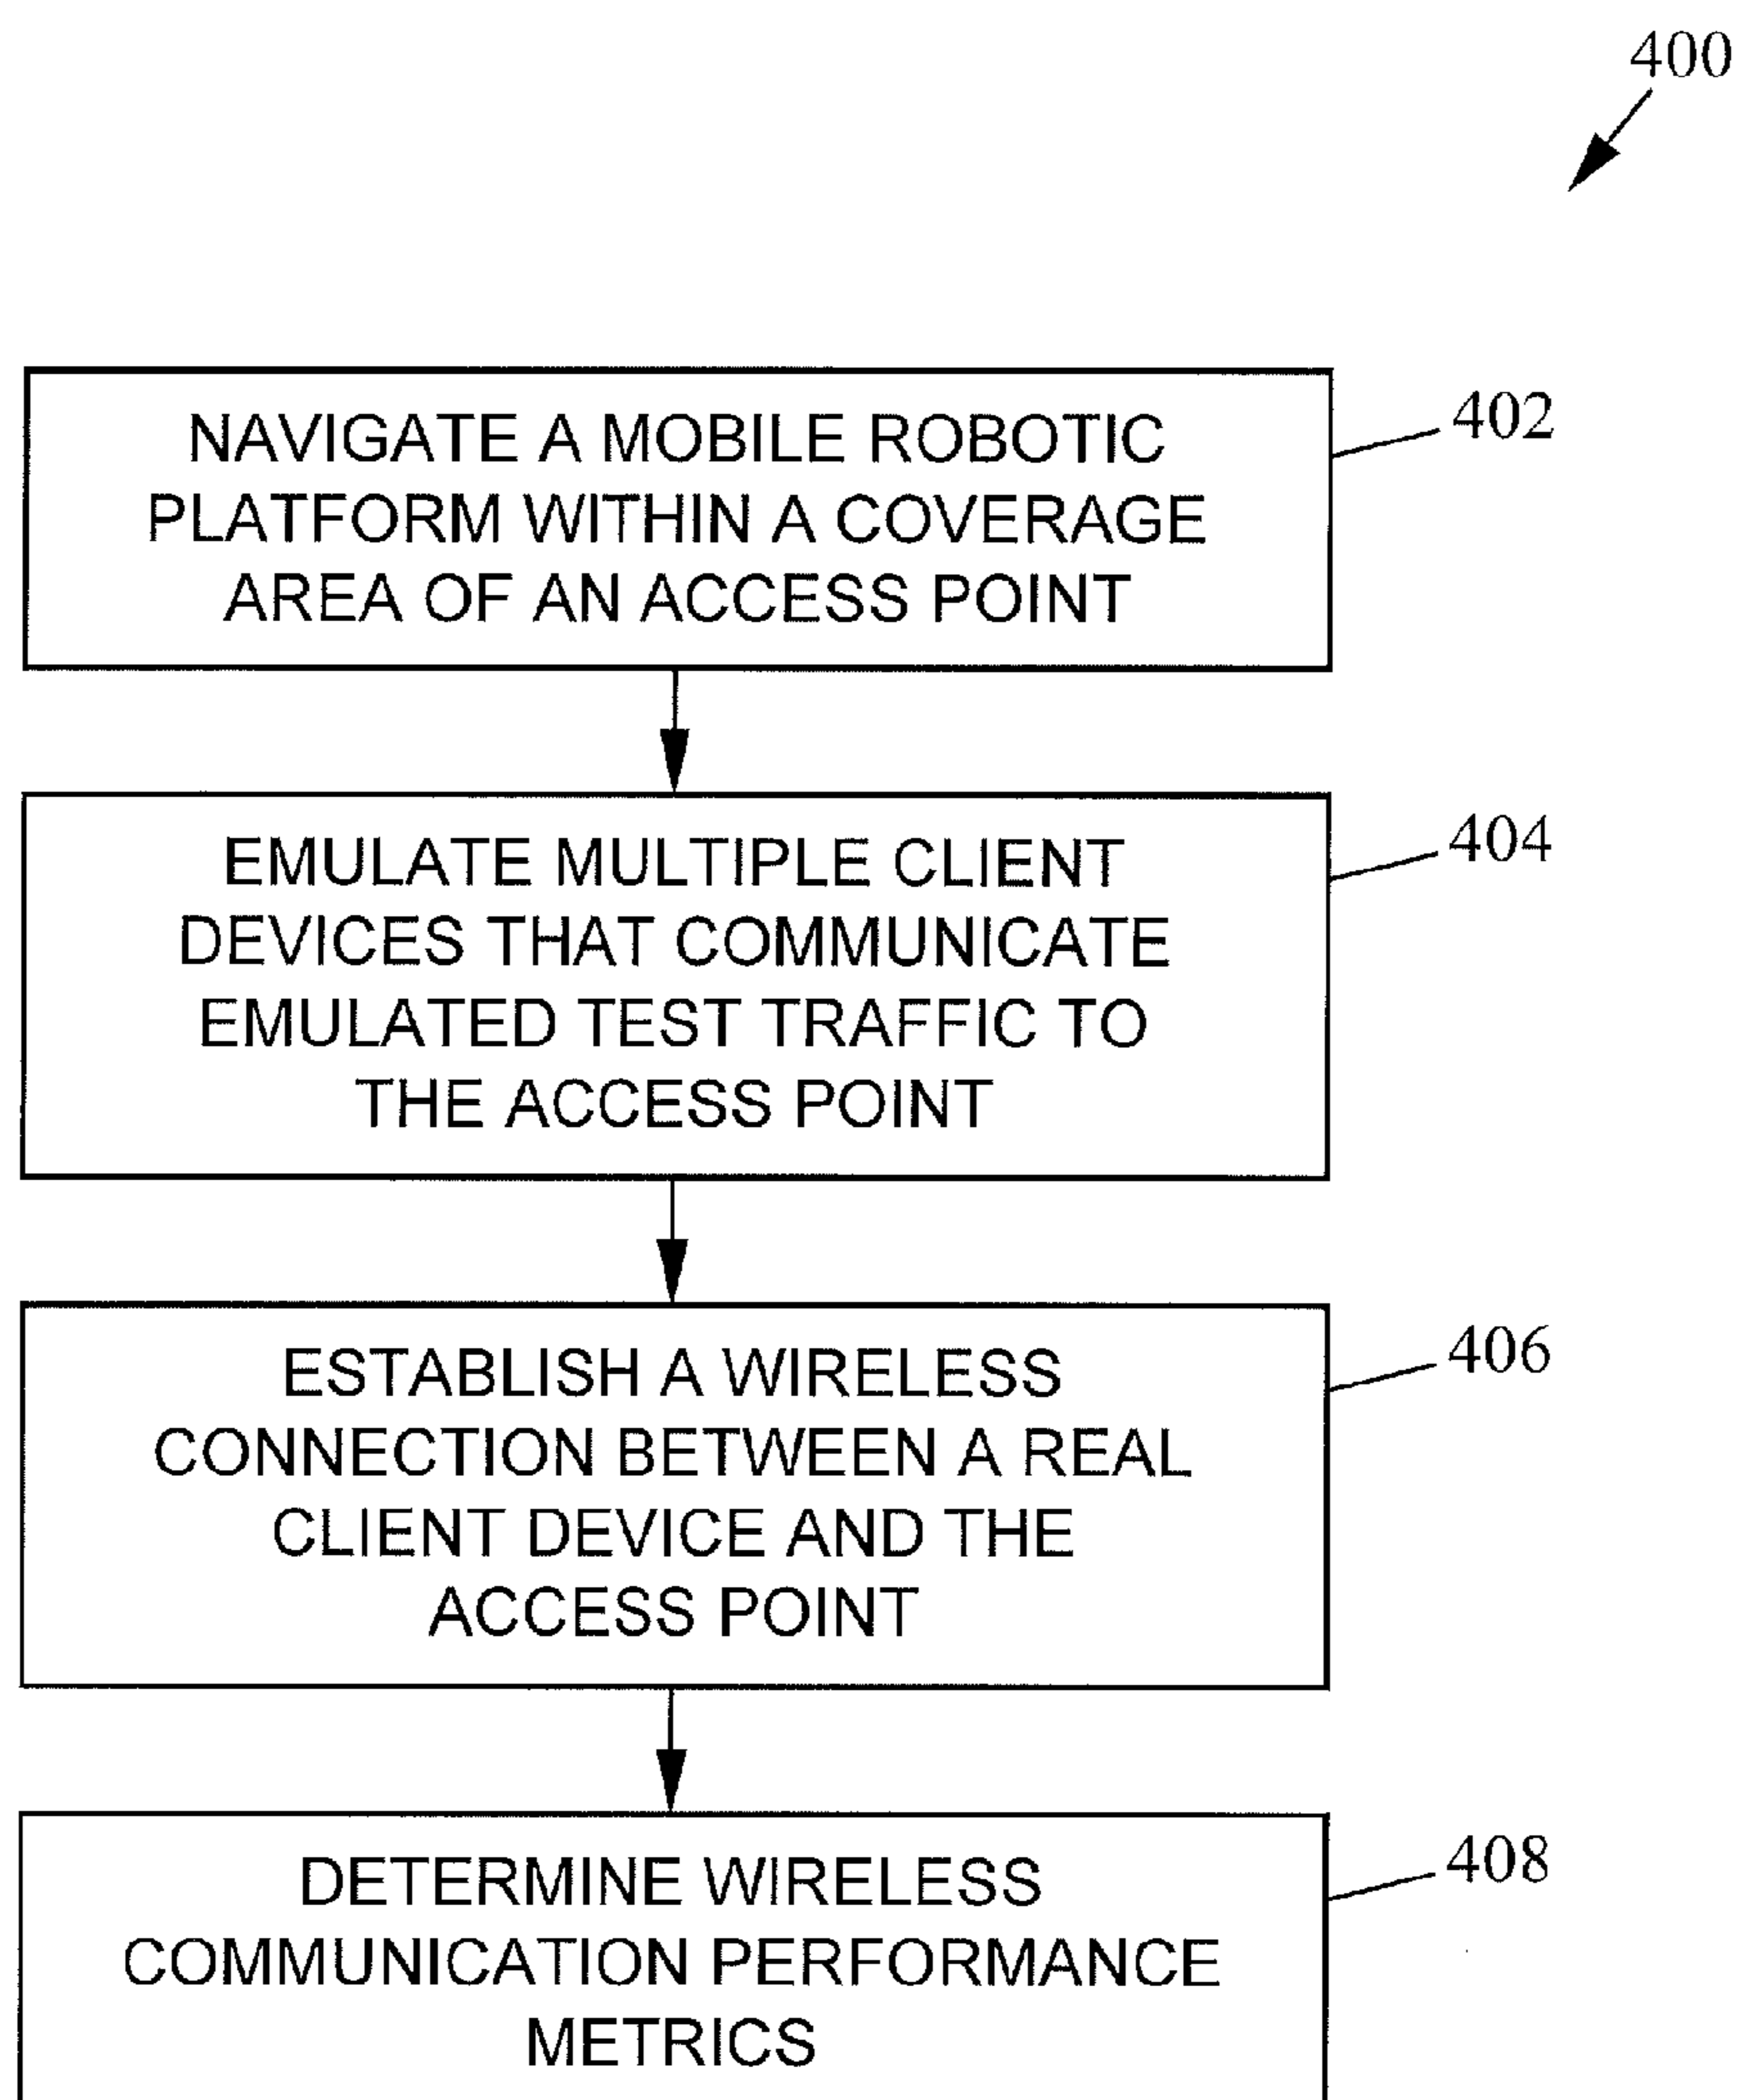 400
NAVIGATE A MOBILE ROBOTIC
PLATFORM WITHIN A COVERAGE
AREA OF AN ACCESS POINT
402
EMULATE MULTIPLE CLIENT
DEVICES THAT COMMUNICATE
EMULATED TEST TRAFFIC TO
THE ACCESS POINT
404
ESTABLISH A WIRELESS
CONNECTION BETWEEN A REAL
CLIENT DEVICE AND THE
ACCESS POINT
406
DETERMINE WIRELESS
COMMUNICATION PERFORMANCE
METRICS
408